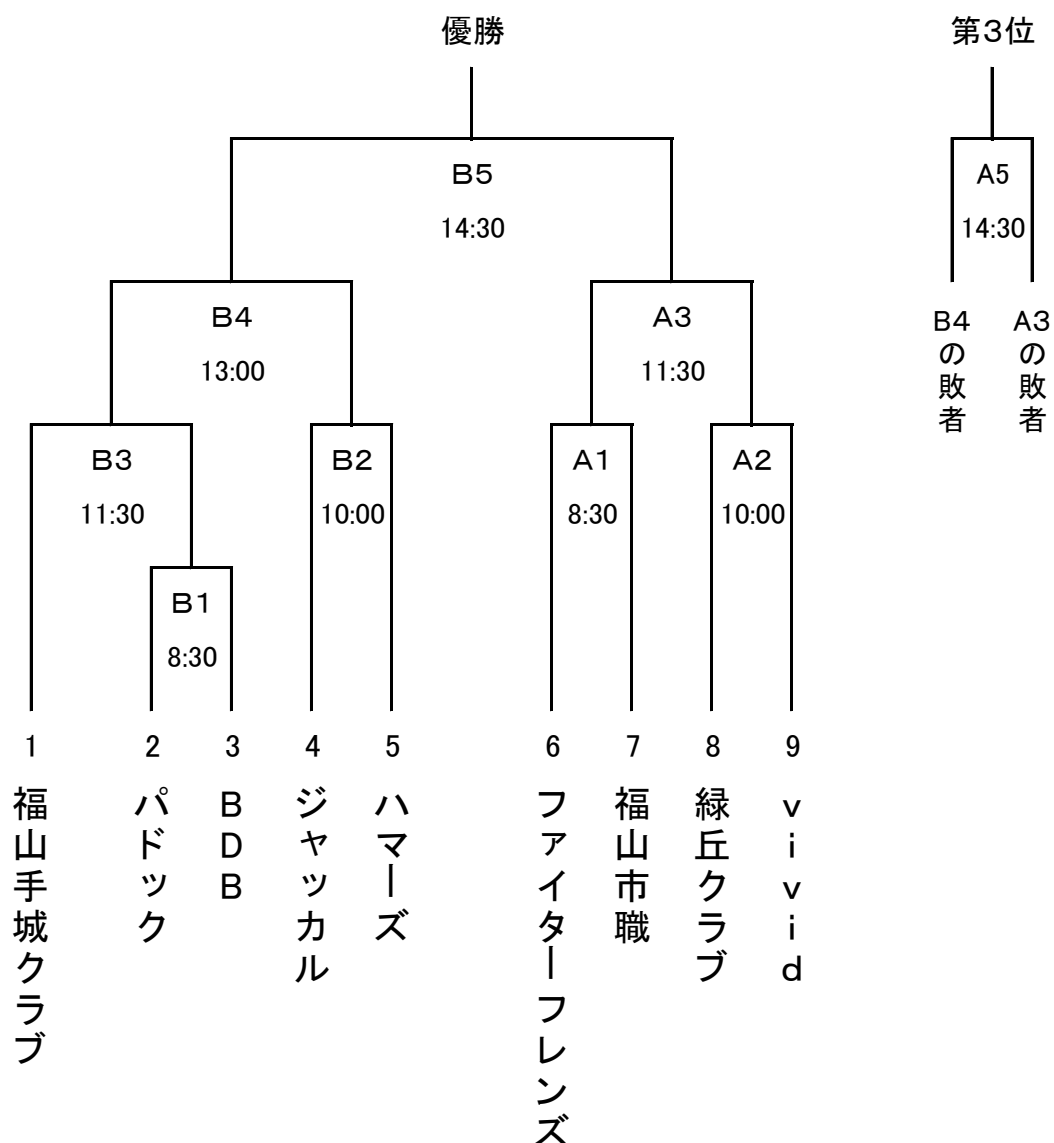 優勝
第3位
B5
14:30
A5
14:30
B4
13:00
A3
11:30
B4の敗者
A3の敗者
B3
11:30
B2
10:00
A1
8:30
A2
10:00
B1
8:30
1
2
3
4
5
6
7
8
9
福山手城クラブ
パドック
BDB
ジャッカル
ハマーズ
ファイターフレンズ
福山市職
緑丘クラブ
vivid